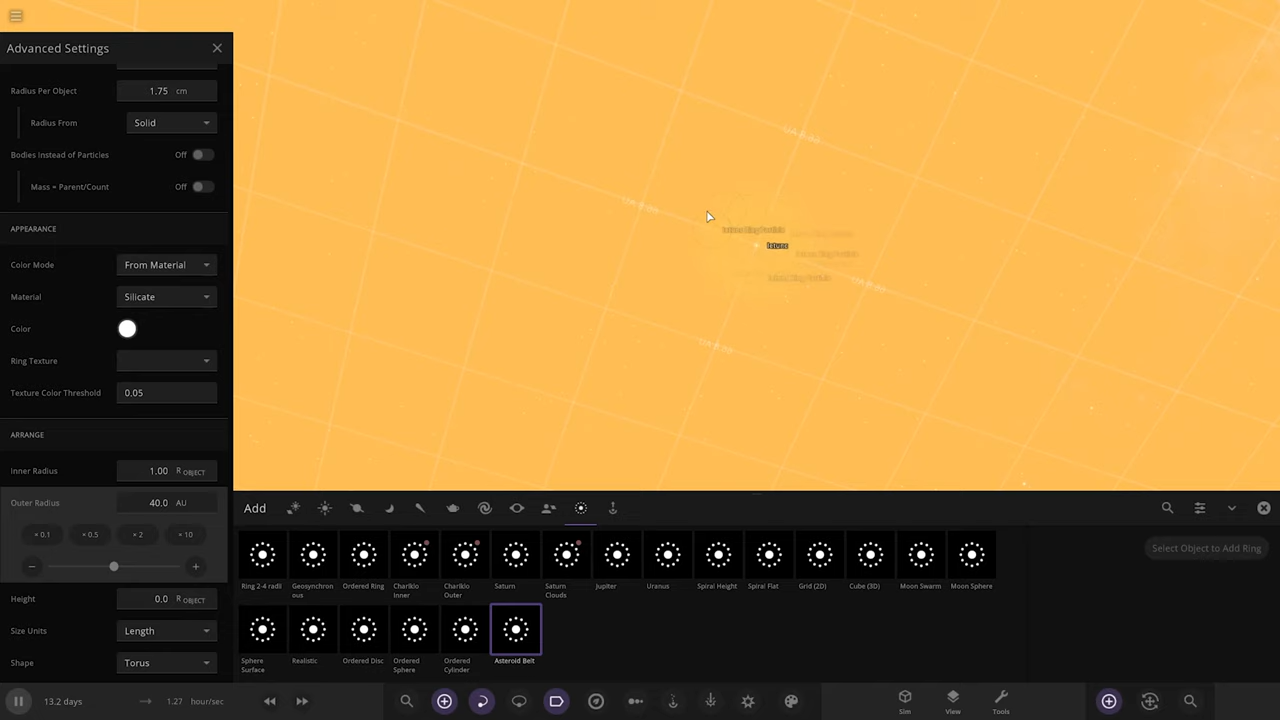 Advanced Settings
Radius Per Object 1.75 cm
Radius From Solid
Bodies Instead of Particles Off
Mass = Parent/Count Off
APPEARANCE
Color Mode From Material
Material Silicate
Color
Ring Texture
Texture Color Threshold 0.05
ARRANGE
Inner Radius 1.00 R OBJECT
Outer Radius 40.0 AU
× 0.1 × 0.5 × 2 × 10
Height 0.0 R OBJECT
Size Units Length
Shape Torus
Add
Select Object to Add Ring
Ring 2-4 radii
Geosynchron
ous
Ordered Ring
Chariklo
Inner
Chariklo
Outer
Saturn
Saturn
Clouds
Jupiter
Uranus
Spiral Height
Spiral Flat
Grid (2D)
Cube (3D)
Moon Swarm
Moon Sphere
Sphere
Surface
Realistic
Ordered Disc
Ordered
Sphere
Ordered
Cylinder
Asteroid Belt
13.2 days
1.27 hour/sec
Sim
View
Tools